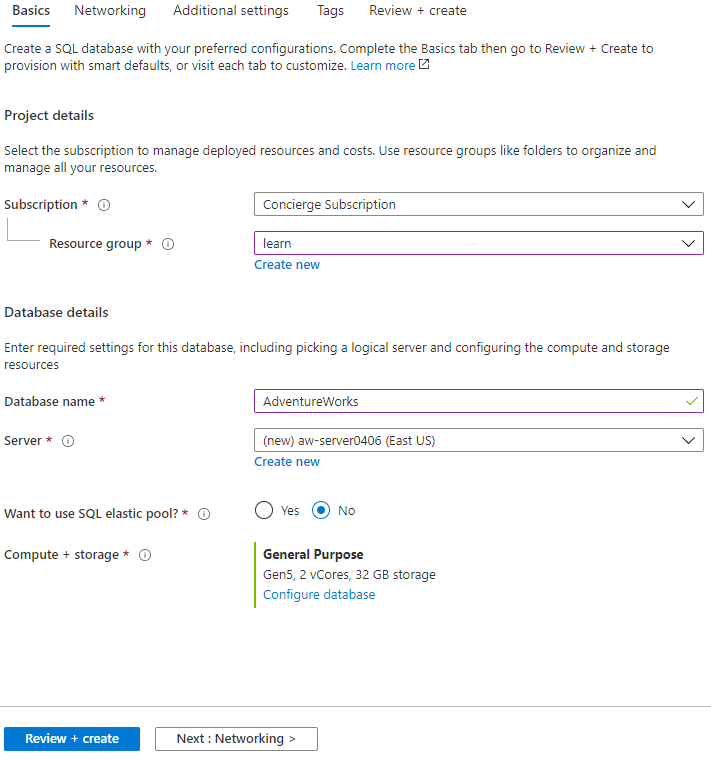 Basics Networking Additional settings Tags Review + create
Create a SQL database with your preferred configurations. Complete the Basics tab then go to Review + Create to
provision with smart defaults, or visit each tab to customize. Learn more
Project details
Select the subscription to manage deployed resources and costs. Use resource groups like folders to organize and
manage all your resources.
Subscription * Concierge Subscription
Resource group * learn
Create new
Database details
Enter required settings for this database, including picking a logical server and configuring the compute and storage
resources
Database name * AdventureWorks
Server * (new) aw-server0406 (East US)
Create new
Want to use SQL elastic pool? * Yes No
Compute + storage * General Purpose
Gen5, 2 vCores, 32 GB storage
Configure database
Review + create Next : Networking >